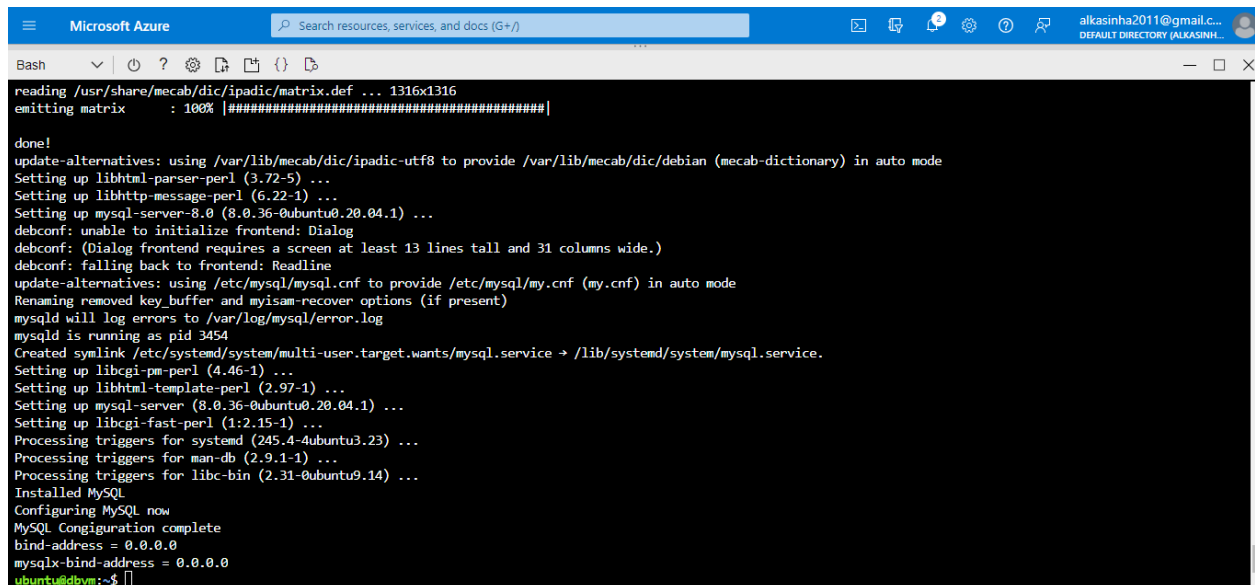 Microsoft Azure
Search resources, services, and docs (G+/)
2
alkasinha2011@gmail.c...
DEFAULT DIRECTORY (ALKASINH...
Bash
reading /usr/share/mecab/dic/ipadic/matrix.def ... 1316x1316
emitting matrix      : 100% |###########################################|
done!
update-alternatives: using /var/lib/mecab/dic/ipadic-utf8 to provide /var/lib/mecab/dic/debian (mecab-dictionary) in auto mode
Setting up libhtml-parser-perl (3.72-5) ...
Setting up libhttp-message-perl (6.22-1) ...
Setting up mysql-server-8.0 (8.0.36-0ubuntu0.20.04.1) ...
debconf: unable to initialize frontend: Dialog
debconf: (Dialog frontend requires a screen at least 13 lines tall and 31 columns wide.)
debconf: falling back to frontend: Readline
update-alternatives: using /etc/mysql/mysql.cnf to provide /etc/mysql/my.cnf (my.cnf) in auto mode
Renaming removed key_buffer and myisam-recover options (if present)
mysqld will log errors to /var/log/mysql/error.log
mysqld is running as pid 3454
Created symlink /etc/systemd/system/multi-user.target.wants/mysql.service → /lib/systemd/system/mysql.service.
Setting up libcgi-pm-perl (4.46-1) ...
Setting up libhtml-template-perl (2.97-1) ...
Setting up mysql-server (8.0.36-0ubuntu0.20.04.1) ...
Setting up libcgi-fast-perl (1:2.15-1) ...
Processing triggers for systemd (245.4-4ubuntu3.23) ...
Processing triggers for man-db (2.9.1-1) ...
Processing triggers for libc-bin (2.31-0ubuntu9.14) ...
Installed MySQL
Configuring MySQL now
MySQL Congiguration complete
bind-address = 0.0.0.0
mysqlx-bind-address = 0.0.0.0
ubuntu@dbvm:~$